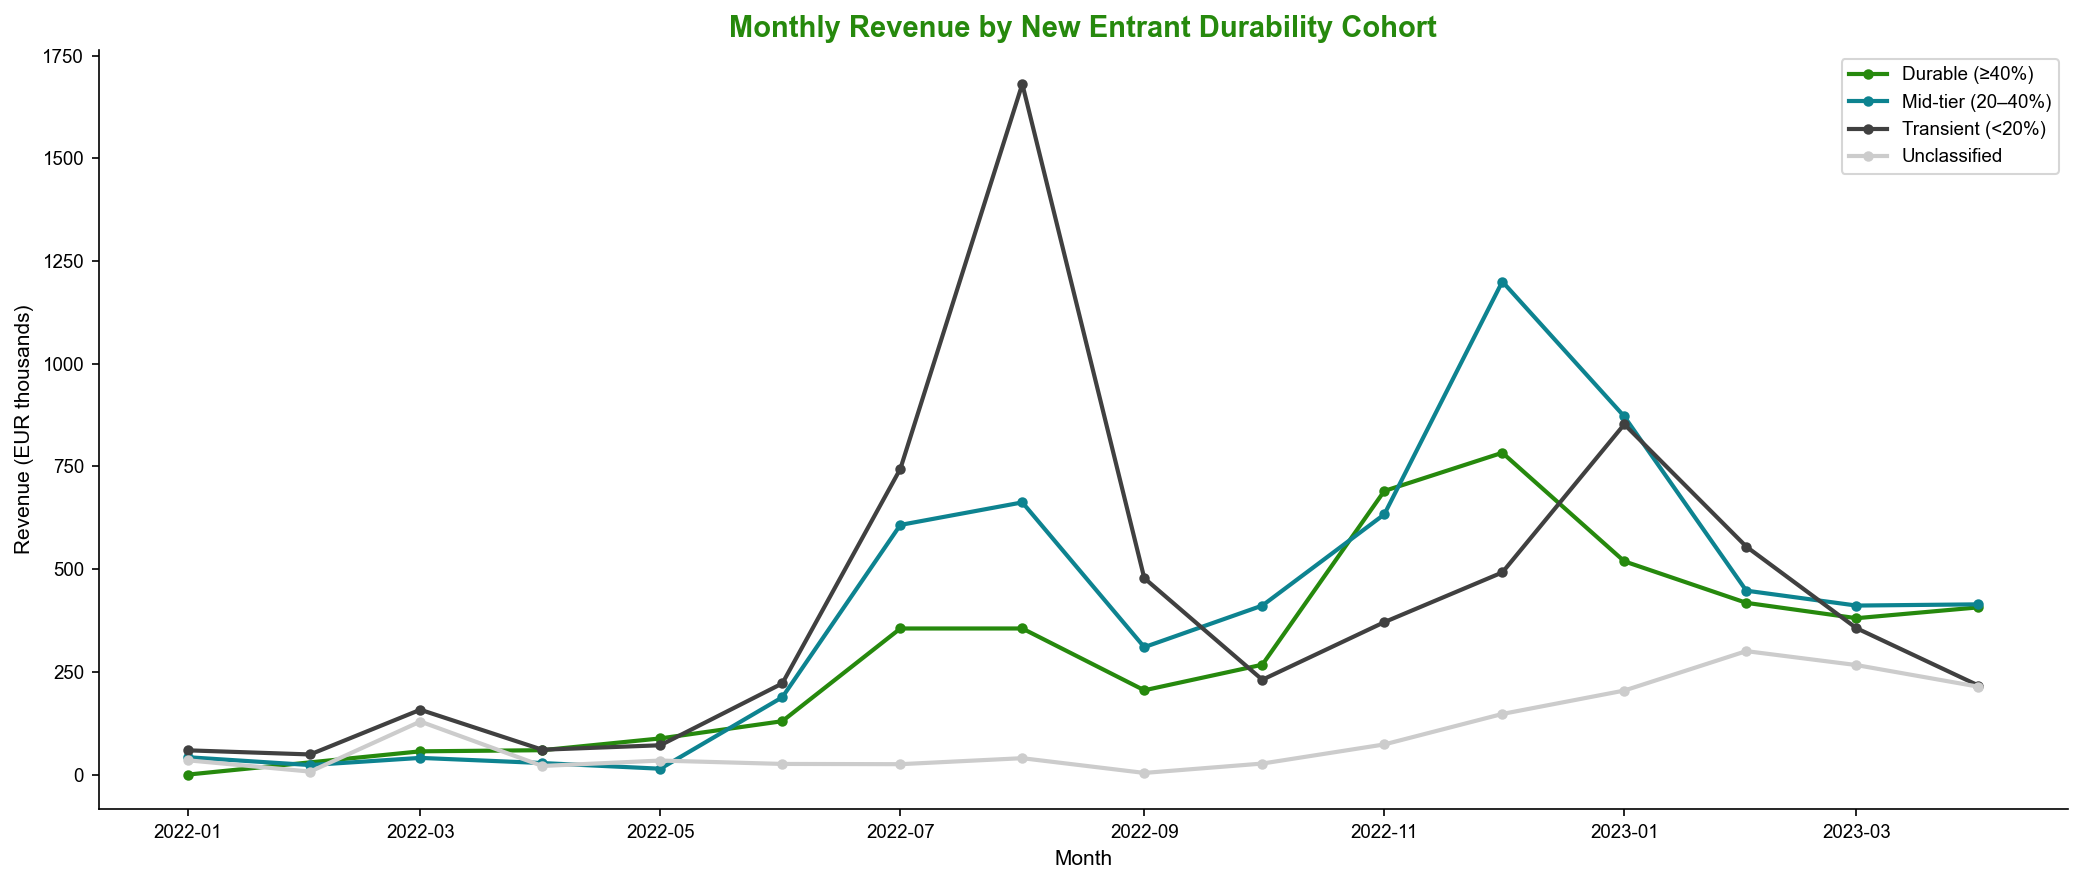 Monthly Revenue by New Entrant Durability Cohort
Revenue (EUR thousands)
1750
1500
1250
1000
750
500
250
0
Durable (≥40%)
Mid-tier (20–40%)
Transient (<20%)
Unclassified
2022-01 2022-03 2022-05 2022-07 2022-09 2022-11 2023-01 2023-03
Month